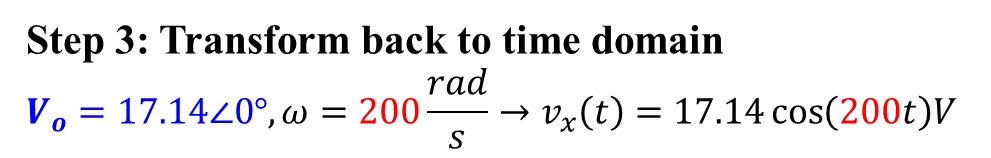 Step 3: Transform back to time domain
V_o = 17.14∠0°, ω = 200 rad/s → v_x(t) = 17.14 cos(200t)V